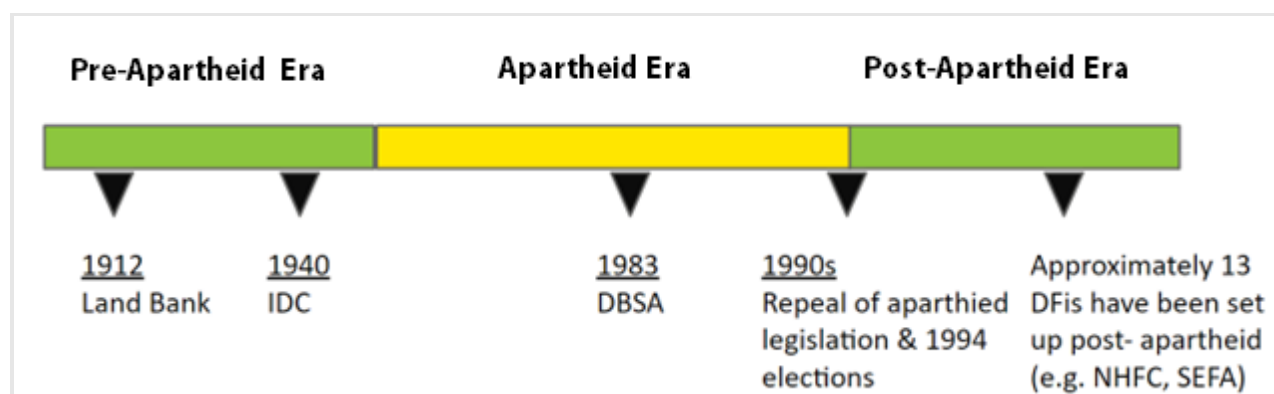 Pre-Apartheid Era
Apartheid Era
Post-Apartheid Era
1912
Land Bank
1940
IDC
1983
DBSA
1990s
Repeal of aparthied
legislation & 1994
elections
Approximately 13
DFis have been set
up post- apartheid
(e.g. NHFC, SEFA)